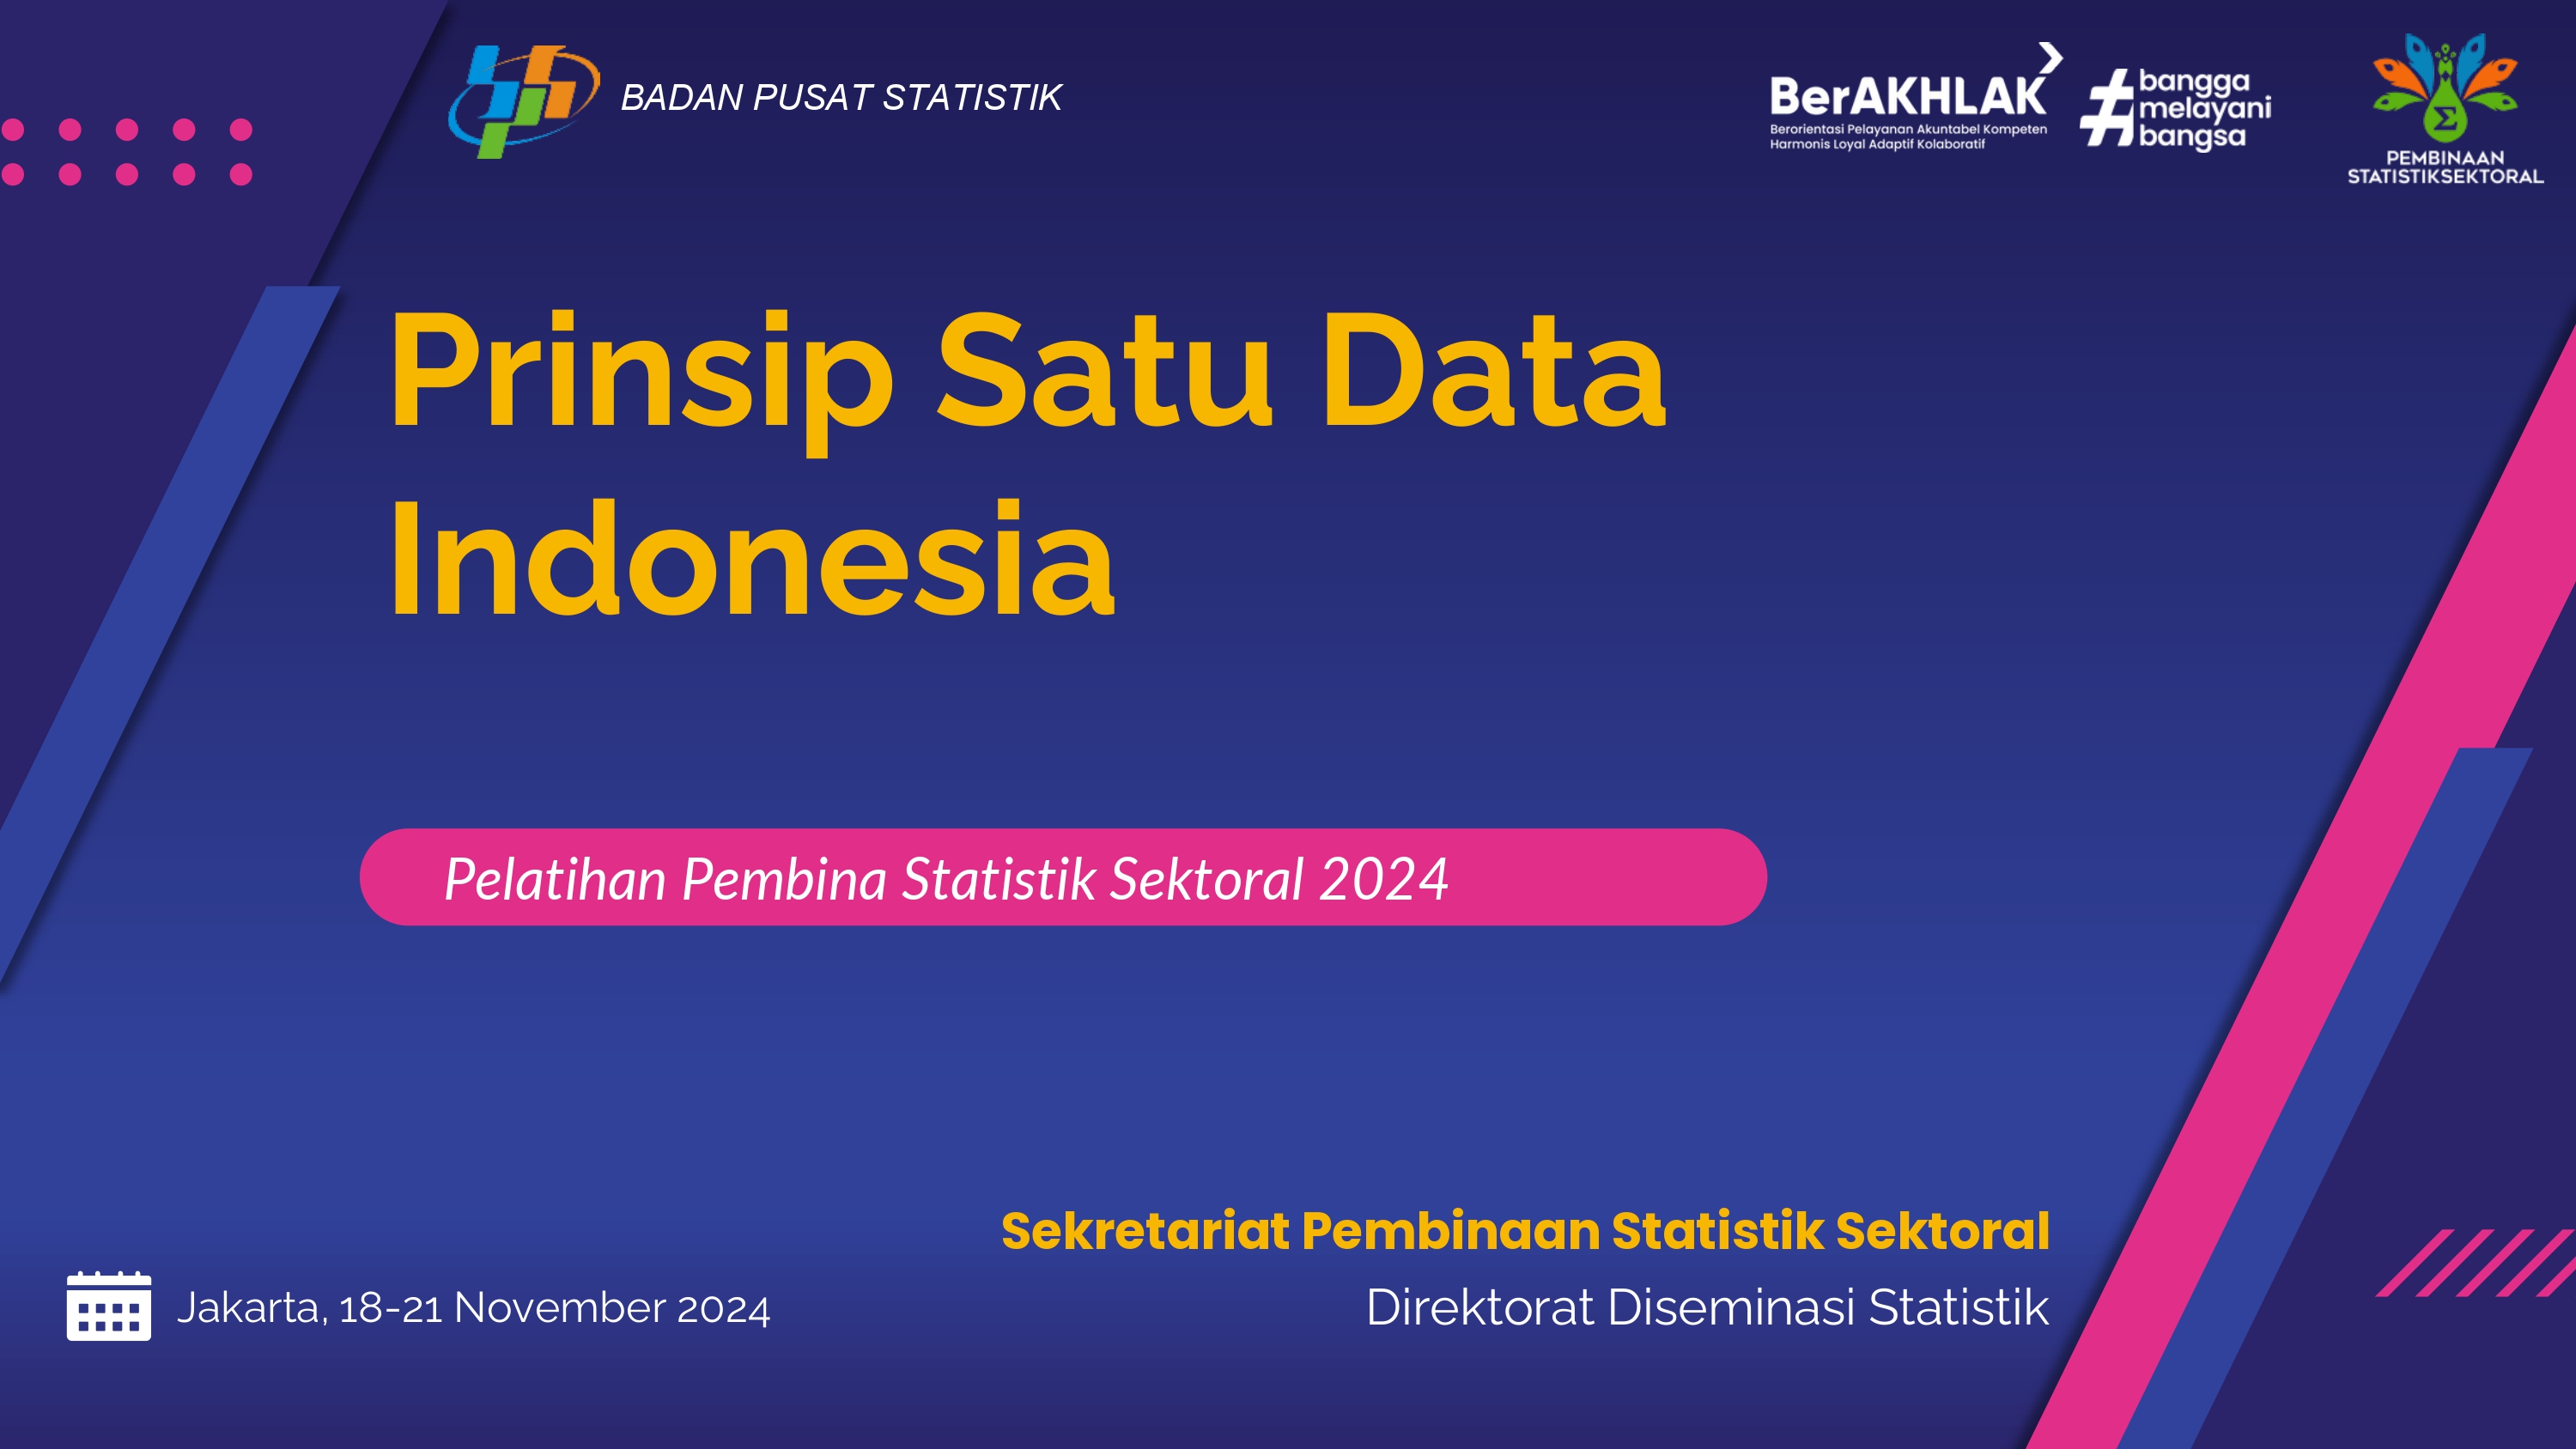 BADAN PUSAT STATISTIK
BerAKHLAK
Berorientasi Pelayanan Akuntabel Kompeten
Harmonis Loyal Adaptif Kolaboratif
#bangga
melayani
bangsa
Σ
PEMBINAAN
STATISTIKSEKTORAL
Prinsip Satu Data
Indonesia
Pelatihan Pembina Statistik Sektoral 2024
Sekretariat Pembinaan Statistik Sektoral
Direktorat Diseminasi Statistik
Jakarta, 18-21 November 2024